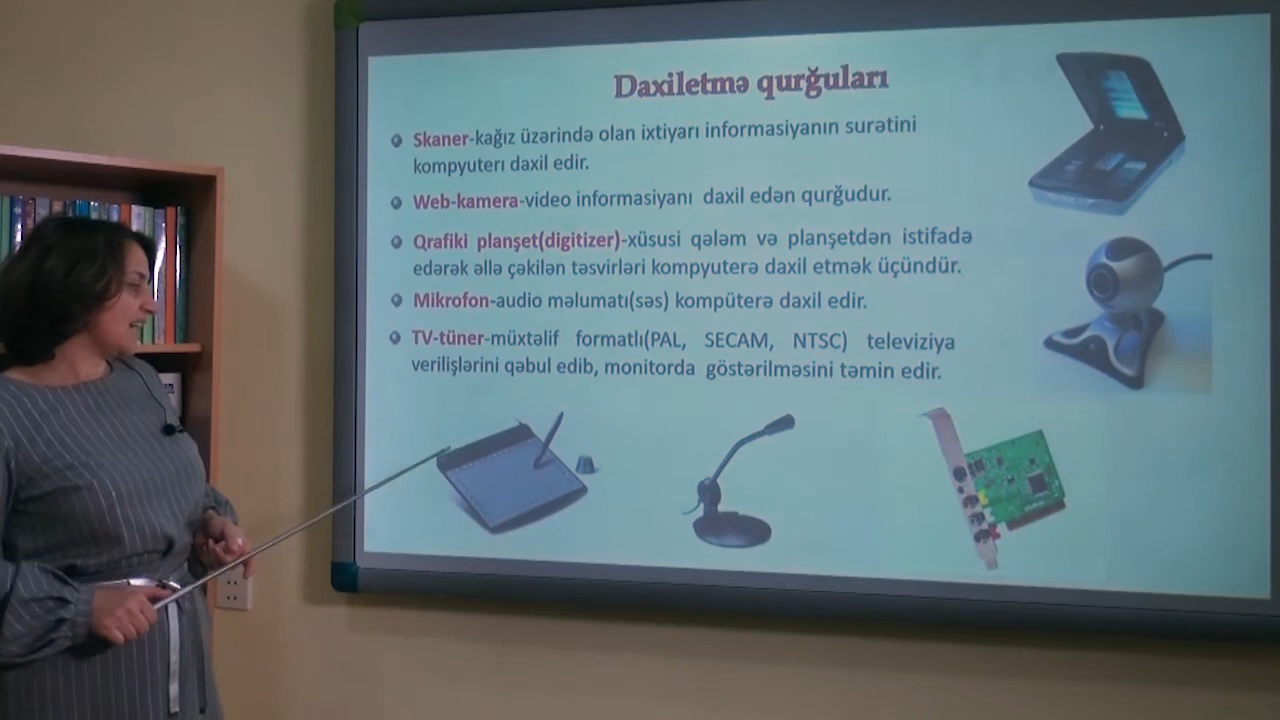 Daxiletmə qurğuları
Skaner-kağız üzərində olan ixtiyarı informasiyanın surətini
kompyuterı daxil edir.
Web-kamera-video informasiyanı daxil edən qurğudur.
Qrafiki planşet(digitizer)-xüsusi qələm və planşetdən istifadə
edərək əllə çəkilən təsvirləri kompyuterə daxil etmək üçündür.
Mikrofon-audio məlumatı(səs) kompüterə daxil edir.
TV-tüner-müxtəlif formatlı(PAL, SECAM, NTSC) televiziya
verilişlərini qəbul edib, monitorda göstərilməsini təmin edir.